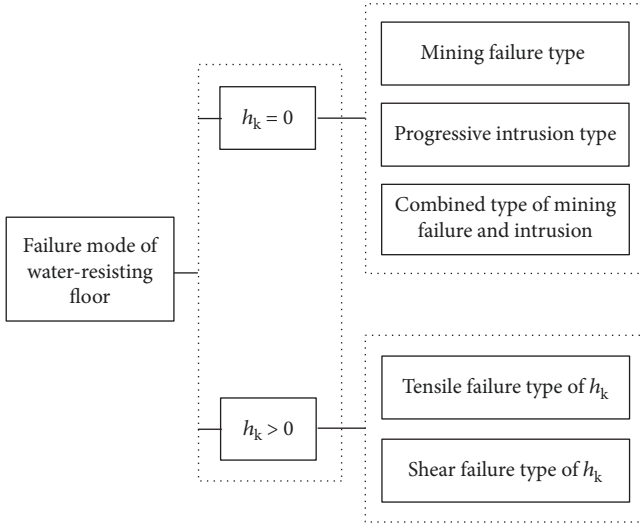 Failure mode of
water-resisting
floor
hₖ = 0
Mining failure type
Progressive intrusion type
Combined type of mining
failure and intrusion
hₖ > 0
Tensile failure type of hₖ
Shear failure type of hₖ